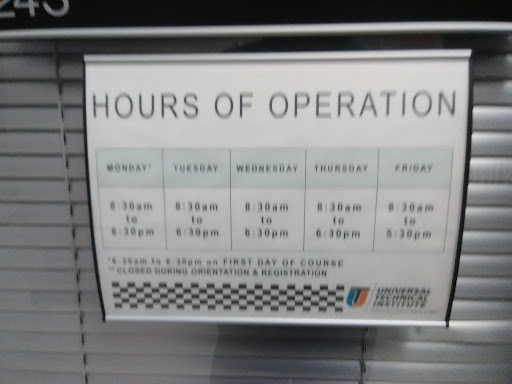 243
HOURS OF OPERATION
MONDAY* TUESDAY WEDNESDAY THURSDAY FRIDAY
8:30am 8:30am 8:30am 8:30am 8:30am
to to to to to
6:30pm 6:30pm 6:30pm 6:30pm 5:30pm
*6:30am to 6:30pm on FIRST DAY OF COURSE
**CLOSED DURING ORIENTATION & REGISTRATION
UNIVERSAL
TECHNICAL
INSTITUTE